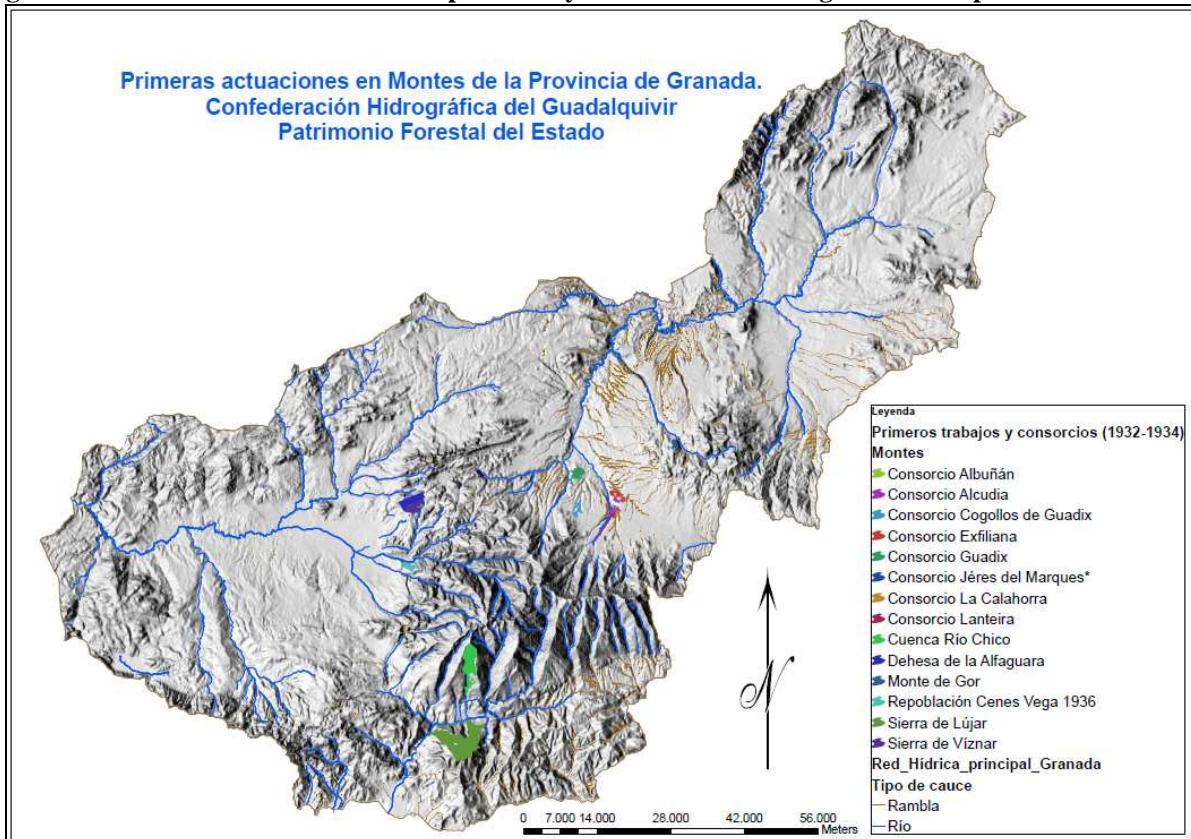 Primeras actuaciones en Montes de la Provincia de Granada.
Confederación Hidrográfica del Guadalquivir
Patrimonio Forestal del Estado
Leyenda
Primeros trabajos y consorcios (1932-1934)
Montes
Consorcio Albuñán
Consorcio Alcudia
Consorcio Cogollos de Guadix
Consorcio Exfiliana
Consorcio Guadix
Consorcio Jéres del Marques*
Consorcio La Calahorra
Consorcio Lanteira
Cuenca Río Chico
Dehesa de la Alfaguara
Monte de Gor
Repoblación Cenes Vega 1936
Sierra de Lújar
Sierra de Víznar
Red_Hídrica_principal_Granada
Tipo de cauce
Rambla
Río
N
0 7.000 14.000 28.000 42.000 56.000
Meters